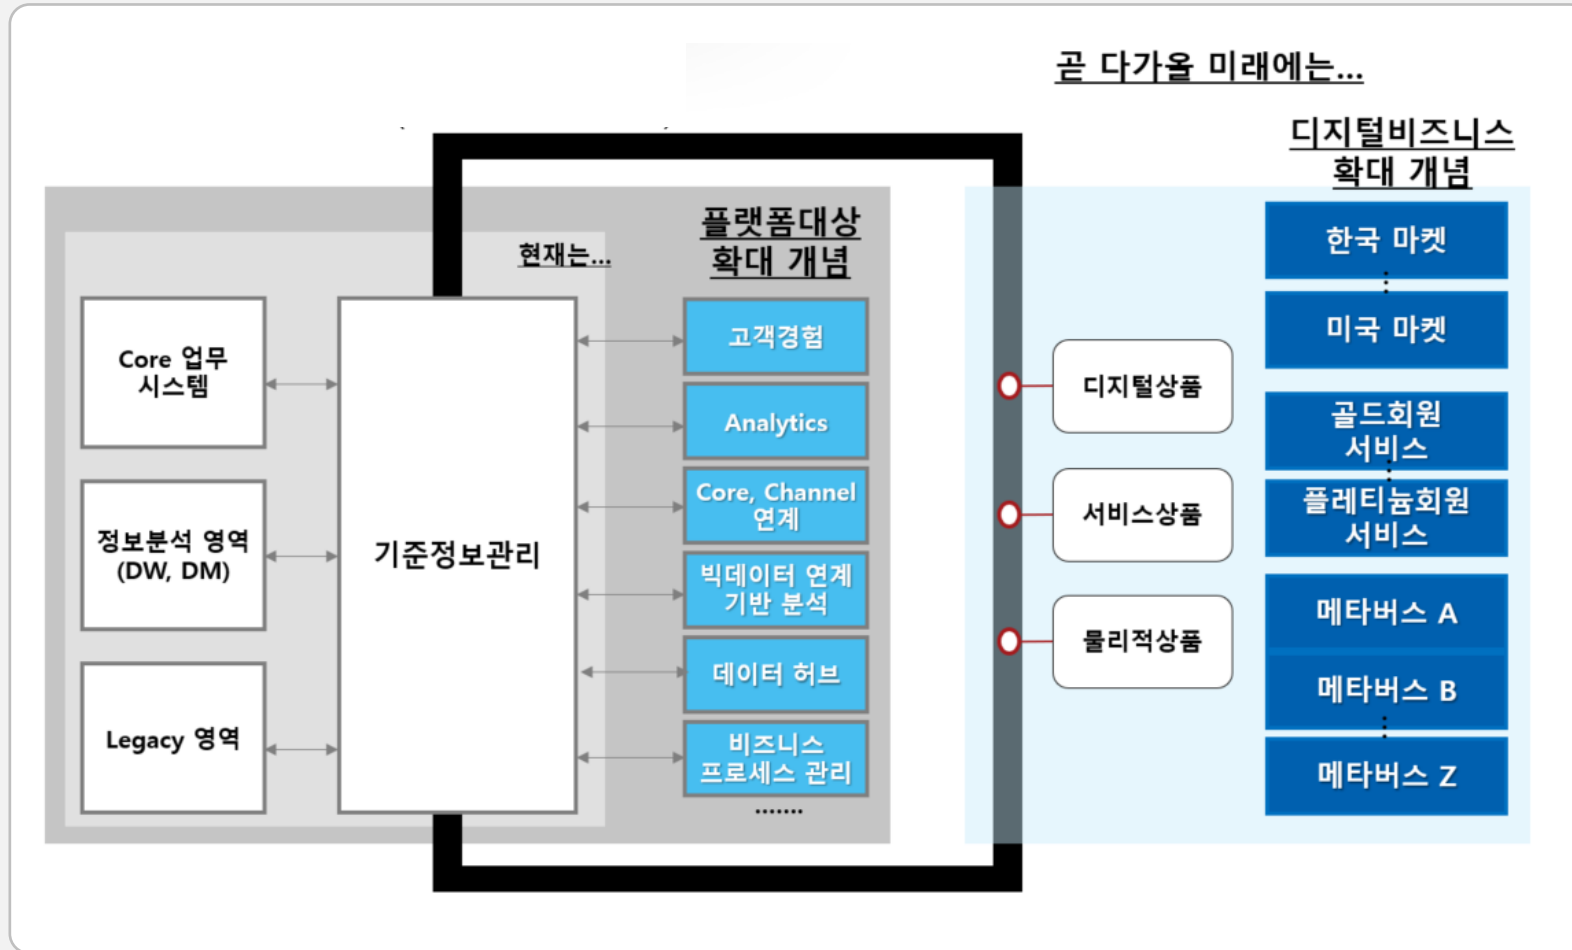 곧 다가올 미래에는...
디지털비즈니스
확대 개념
플랫폼대상
확대 개념
현재는...
Core 업무
시스템
정보분석 영역
(DW, DM)
Legacy 영역
기준정보관리
고객경험
Analytics
Core, Channel
연계
빅데이터 연계
기반 분석
데이터 허브
비즈니스
프로세스 관리
.......
디지털상품
서비스상품
물리적상품
한국 마켓
미국 마켓
골드회원
서비스
플레티늄회원
서비스
메타버스 A
메타버스 B
메타버스 Z